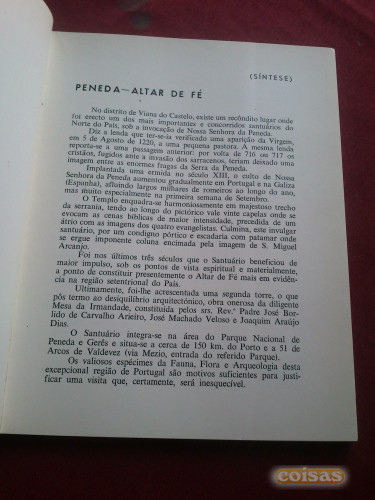 (SÍNTESE)
PENEDA—ALTAR DE FÉ
No distrito de Viana do Castelo, existe um recôndito lugar onde
foi erecto um dos mais importantes e concorridos santuários do
Norte do País, sob a invocação de Nossa Senhora da Peneda.
Diz a lenda que ter-se-ia verificado uma aparição da Virgem,
em 5 de Agosto de 1220, a uma pequena pastora. A mesma lenda
reporta-se a uma passagem anterior: por volta de 716 ou 717 os
cristãos, fugidos ante a invasão dos sarracenos, teriam deixado uma
imagem entre as enormes fragas da Serra da Peneda.
Implantada uma ermida no século XIII, o culto de Nossa
Senhora da Peneda aumentou gradualmente em Portugal e na Galiza
(Espanha), afluindo largos milhares de romeiros ao longo do ano,
mas muito especialmente na primeira semana de Setembro.
O Templo enquadra-se harmoniosamente em majestoso trecho
da serrania, tendo ao longo do pictórico vale vinte capelas onde se
evocam cenas bíblicas de maior intensidade, precedida de um
átrio com as imagens dos quatro evangelistas. Culmina, este invulgar
santuário, por um condigno pórtico e escadaria com patamar onde
se ergue imponente coluna encimada pela imagem de S. Miguel
Arcanjo.
Foi nos últimos três séculos que o Santuário beneficiou de
maior impulso, sob os pontos de vista espiritual e materialmente,
a ponto de constituir presentemente o Altar de Fé mais em evidên-
cia na região setentrional do País.
Ùltimamente, foi-lhe acrescentada uma segunda torre, o que
pôs termo ao desiquilíbrio arquitectónico, obra onerosa da diligente
Mesa da Irmandade, constituída pelos srs. Rev.º Padre José Bor-
lido de Carvalho Arieiro, José Machado Veloso e Joaquim Araújo
Dias.
O Santuário integra-se na área do Parque Nacional de
Peneda e Gerês e situa-se a cerca de 150 km. do Porto e a 51 de
Arcos de Valdevez (via Mezio, entrada do referido Parque).
Os valiosos espécimes da Fauna, Flora e Arqueologia desta
excepcional região de Portugal são motivos suficientes para justi-
ficar uma visita que, certamente, será inesquecível.
coisas